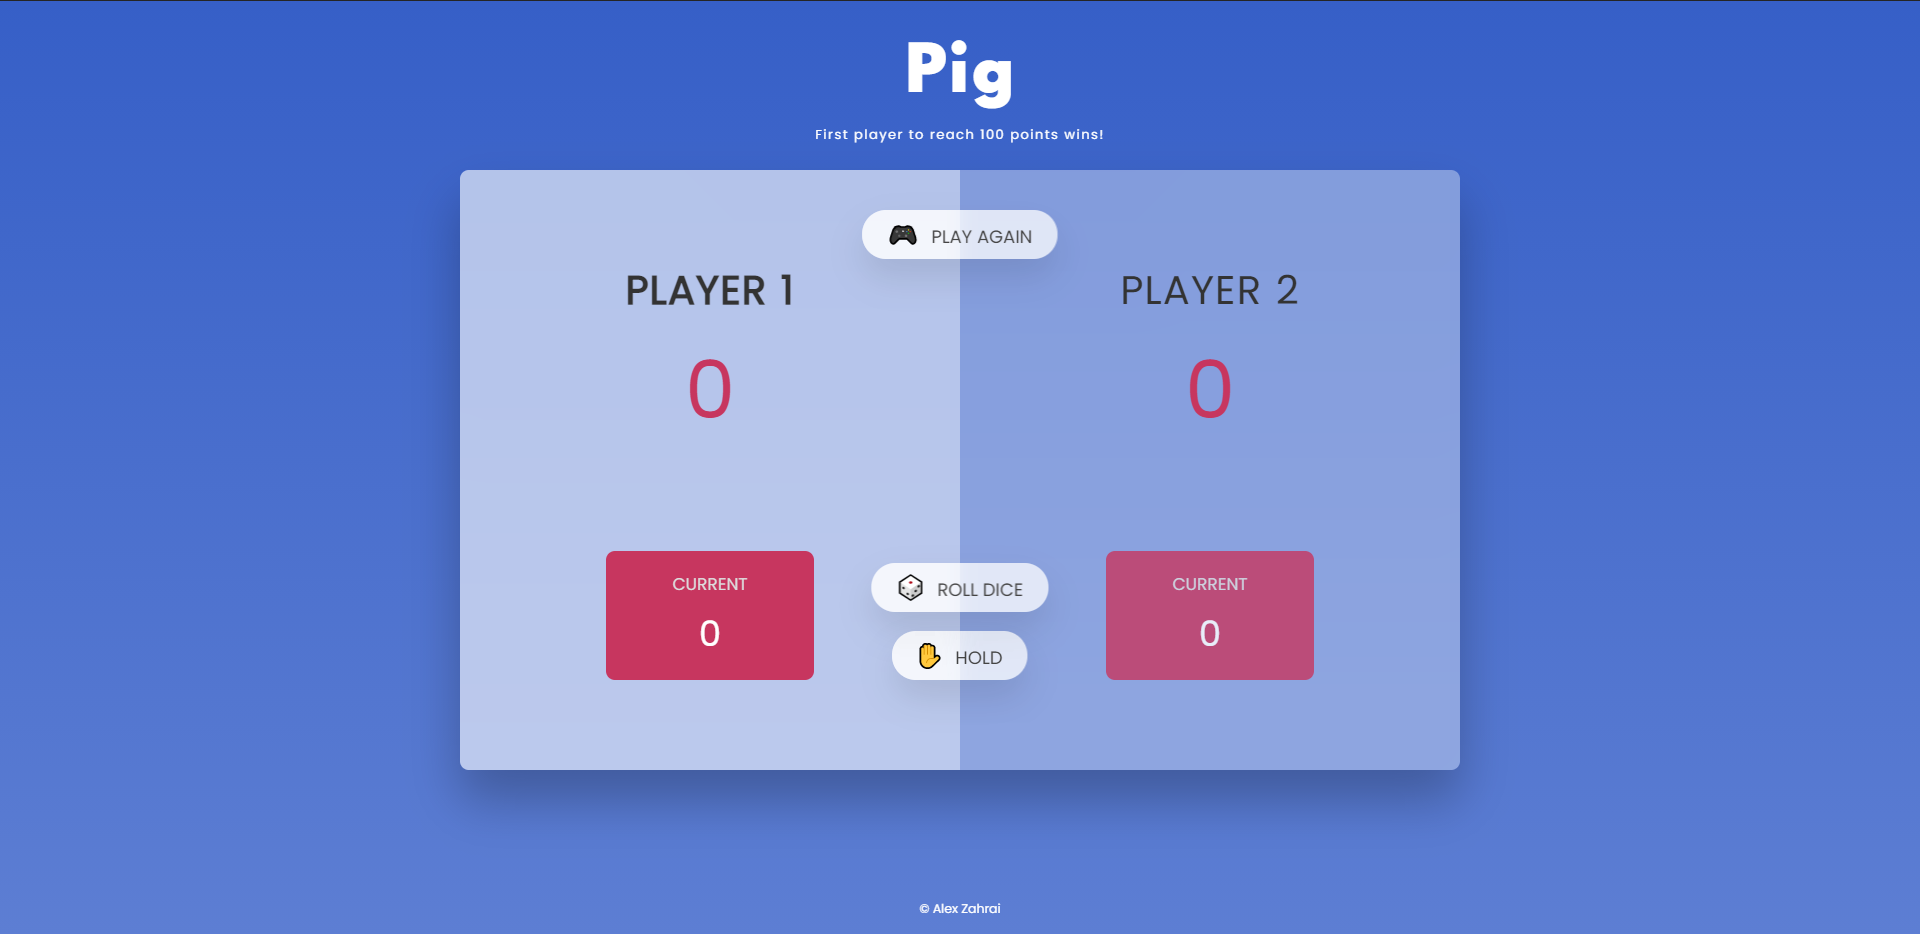 Pig
First player to reach 100 points wins!
PLAY AGAIN
PLAYER 1
PLAYER 2
0
0
CURRENT
0
ROLL DICE
HOLD
CURRENT
0
© Alex Zahrai